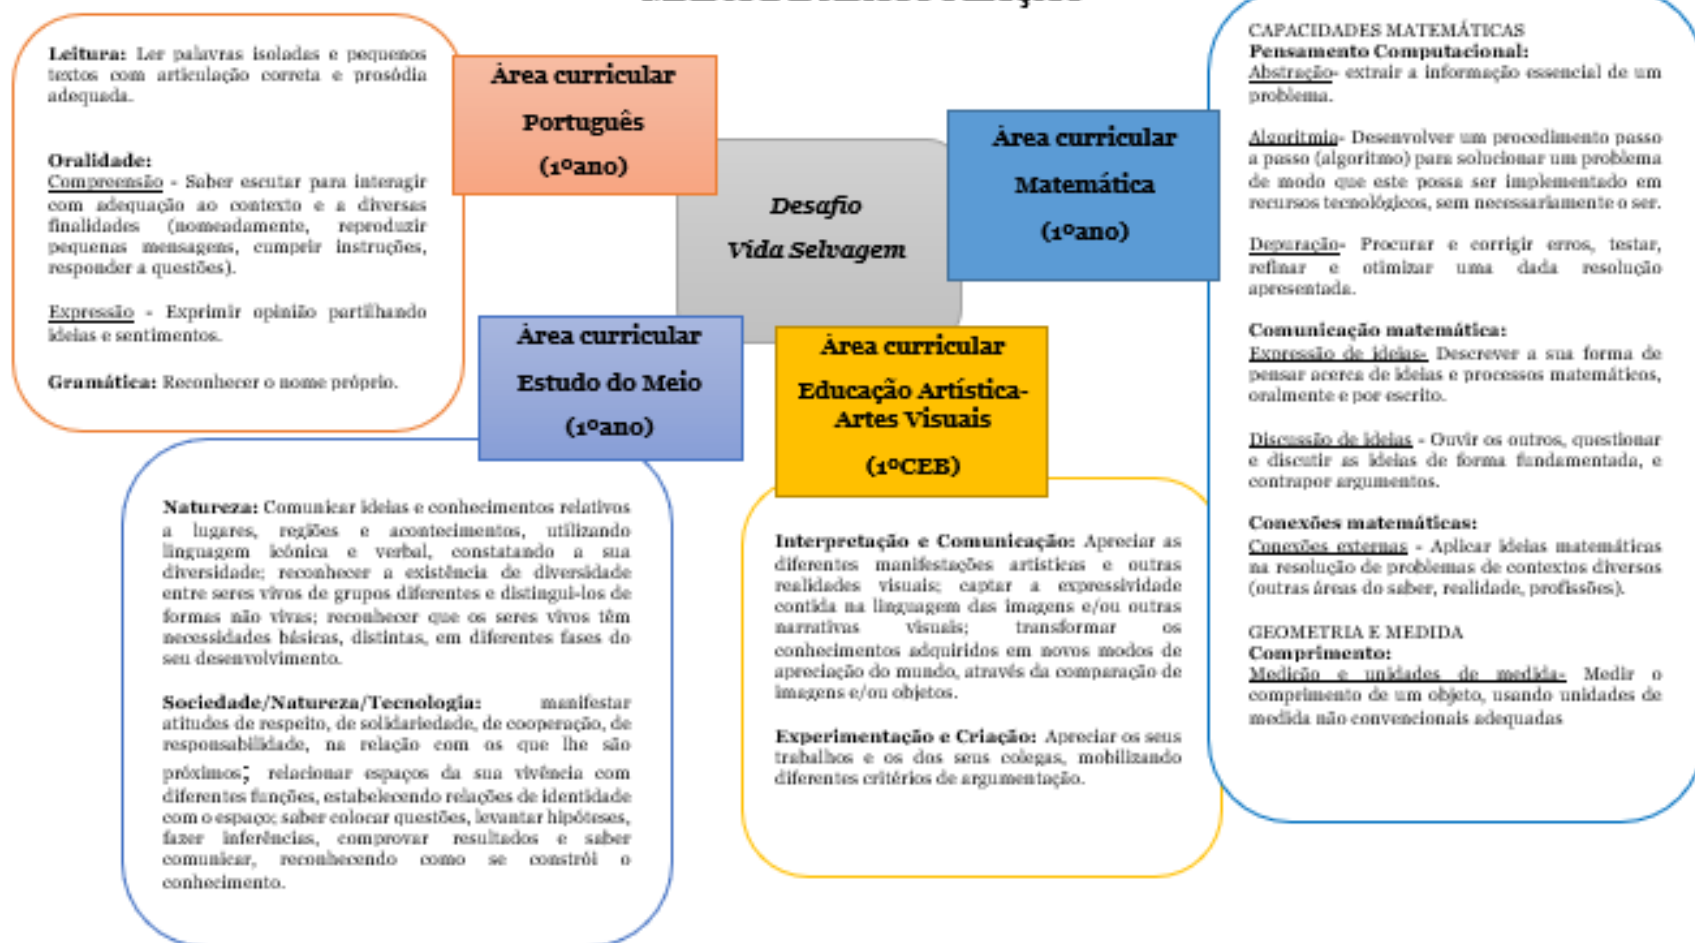 Leitura: Ler palavras isoladas e pequenos
textos com articulação correta e prosódia
adequada.
Oralidade:
Compreensão - Saber escutar para interagir
com adequação ao contexto e a diversas
finalidades (nomeadamente, reproduzir
pequenas mensagens, cumprir instruções,
responder a questões).
Expressão - Exprimir opinião partilhando
ideias e sentimentos.
Gramática: Reconhecer o nome próprio.
Área curricular
Português
(1ºano)
Desafio
Vida Selvagem
Área curricular
Matemática
(1ºano)
Área curricular
Estudo do Meio
(1ºano)
Área curricular
Educação Artística-
Artes Visuais
(1ºCEB)
CAPACIDADES MATEMÁTICAS
Pensamento Computacional:
Abstração- extrair a informação essencial de um
problema.
Algoritmia- Desenvolver um procedimento passo
a passo (algoritmo) para solucionar um problema
de modo que este possa ser implementado em
recursos tecnológicos, sem necessariamente o ser.
Depuração- Procurar e corrigir erros, testar,
refinar e otimizar uma dada resolução
apresentada.
Comunicação matemática:
Expressão de ideias- Descrever a sua forma de
pensar acerca de ideias e processos matemáticos,
oralmente e por escrito.
Discussão de ideias - Ouvir os outros, questionar
e discutir as ideias de forma fundamentada, e
contrapor argumentos.
Conexões matemáticas:
Conexões externas - Aplicar ideias matemáticas
na resolução de problemas de contextos diversos
(outras áreas do saber, realidade, profissões).
GEOMETRIA E MEDIDA
Comprimento:
Medição e unidades de medida- Medir o
comprimento de um objeto, usando unidades de
medida não convencionais adequadas
Natureza: Comunicar ideias e conhecimentos relativos
a lugares, regiões e acontecimentos, utilizando
linguagem icónica e verbal, constatando a sua
diversidade; reconhecer a existência de diversidade
entre seres vivos de grupos diferentes e distingui-los de
formas não vivas; reconhecer que os seres vivos têm
necessidades básicas, distintas, em diferentes fases do
seu desenvolvimento.
Sociedade/Natureza/Tecnologia: manifestar
atitudes de respeito, de solidariedade, de cooperação, de
responsabilidade, na relação com os que lhe são
próximos; relacionar espaços da sua vivência com
diferentes funções, estabelecendo relações de identidade
com o espaço; saber colocar questões, levantar hipóteses,
fazer inferências, comprovar resultados e saber
comunicar, reconhecendo como se constrói o
conhecimento.
Interpretação e Comunicação: Apreciar as
diferentes manifestações artísticas e outras
realidades visuais; captar a expressividade
contida na linguagem das imagens e/ou outras
narrativas visuais; transformar os
conhecimentos adquiridos em novos modos de
apreciação do mundo, através da comparação de
imagens e/ou objetos.
Experimentação e Criação: Apreciar os seus
trabalhos e os dos seus colegas, mobilizando
diferentes critérios de argumentação.